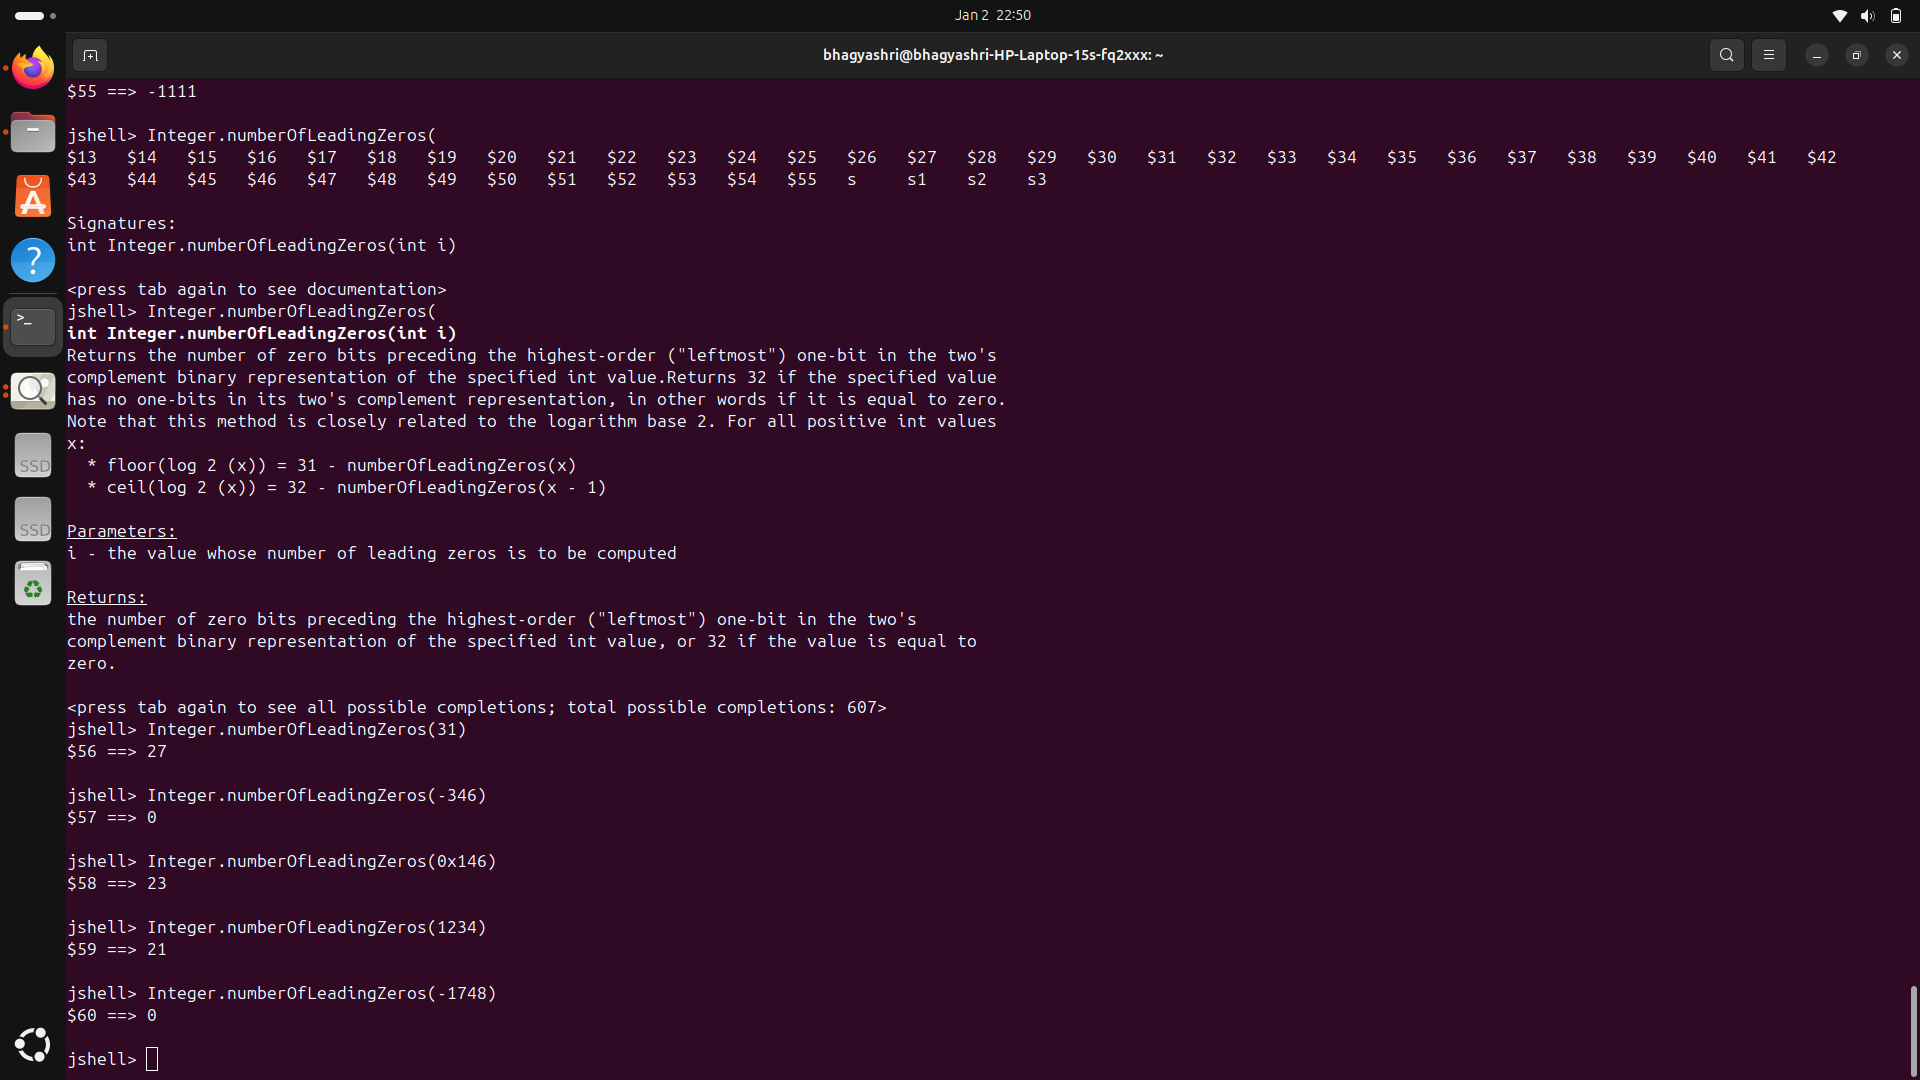 Jan 2 22:50
bhagyashri@bhagyashri-HP-Laptop-15s-fq2xxx: ~
$55 ==> -1111
jshell> Integer.numberOfLeadingZeros(
$13 $14 $15 $16 $17 $18 $19 $20 $21 $22 $23 $24 $25 $26 $27 $28 $29 $30 $31 $32 $33 $34 $35 $36 $37 $38 $39 $40 $41 $42
$43 $44 $45 $46 $47 $48 $49 $50 $51 $52 $53 $54 $55 s s1 s2 s3
Signatures:
int Integer.numberOfLeadingZeros(int i)
<press tab again to see documentation>
jshell> Integer.numberOfLeadingZeros(
int Integer.numberOfLeadingZeros(int i)
Returns the number of zero bits preceding the highest-order ("leftmost") one-bit in the two's
complement binary representation of the specified int value.Returns 32 if the specified value
has no one-bits in its two's complement representation, in other words if it is equal to zero.
Note that this method is closely related to the logarithm base 2. For all positive int values
x:
* floor(log 2 (x)) = 31 - numberOfLeadingZeros(x)
* ceil(log 2 (x)) = 32 - numberOfLeadingZeros(x - 1)
Parameters:
i - the value whose number of leading zeros is to be computed
Returns:
the number of zero bits preceding the highest-order ("leftmost") one-bit in the two's
complement binary representation of the specified int value, or 32 if the value is equal to
zero.
<press tab again to see all possible completions; total possible completions: 607>
jshell> Integer.numberOfLeadingZeros(31)
$56 ==> 27
jshell> Integer.numberOfLeadingZeros(-346)
$57 ==> 0
jshell> Integer.numberOfLeadingZeros(0x146)
$58 ==> 23
jshell> Integer.numberOfLeadingZeros(1234)
$59 ==> 21
jshell> Integer.numberOfLeadingZeros(-1748)
$60 ==> 0
jshell>
SSD
SSD